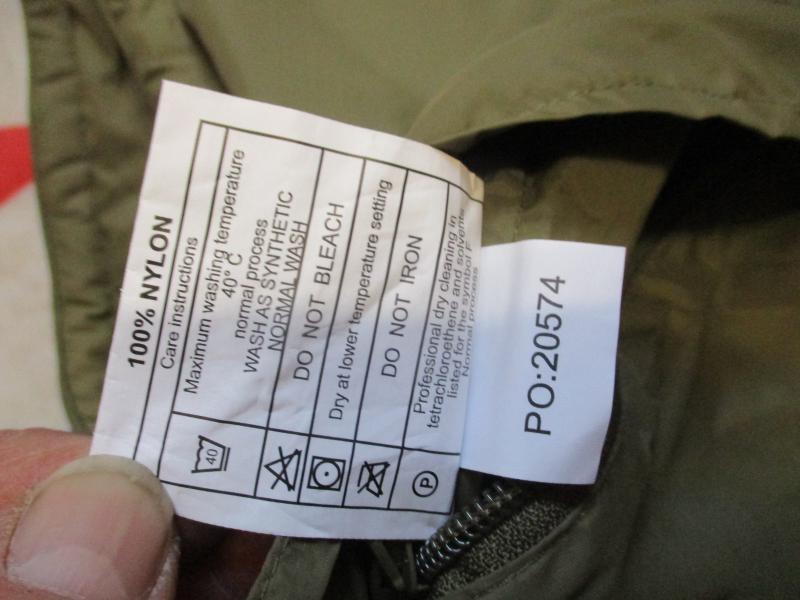 100% NYLON
Care instructions
Maximum washing temperature
40° C
normal process
WASH AS SYNTHETIC
NORMAL WASH
40
DO NOT BLEACH
Dry at lower temperature setting
DO NOT IRON
Professional dry cleaning in
tetrachloroethene and solvents
listed for the symbol F
Normal process
P
PO:20574